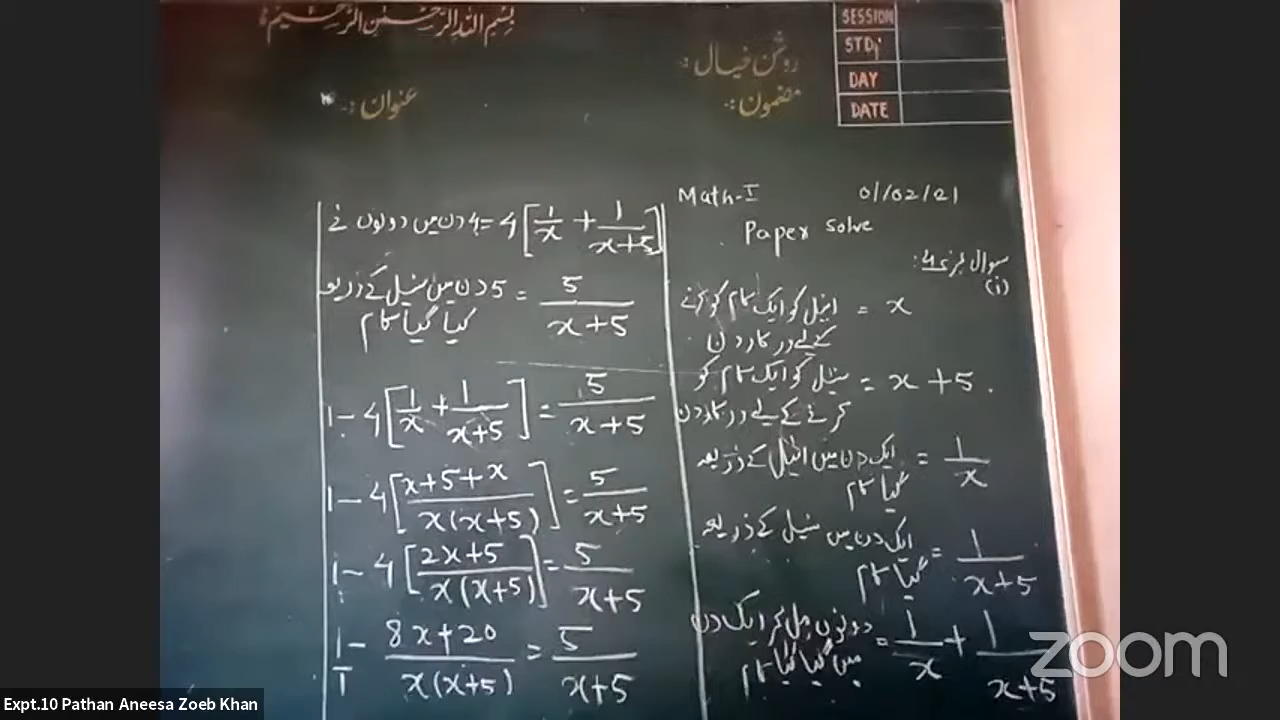 بسم اللہ الرحمٰن الرحیم
روشن خیال :
مضمون :
عنوان :
SESSION
STD:
DAY
DATE
Math-I 01/02/21
Paper solve
سوال نمبر 4 :
(i)
انیل کو ایک کام کو کرنے = x
کے لیے درکار دن
سنیل کو ایک کام کو = x + 5 .
کرنے کے لیے درکار دن
ایک دن میں انیل کے ذریعہ = 1/x
کیا گیا کام
ایک دن میں سنیل کے ذریعہ = 1/(x+5)
کیا گیا کام
دونوں مل کر ایک دن = 1/x + 1/(x+5)
میں کیا گیا کام
4 دن میں دونوں نے = 4[1/x + 1/(x+5)]
5 دن میں سنیل کے ذریعہ = 5/(x+5)
کیا گیا کام
1 - 4[1/x + 1/(x+5)] = 5/(x+5)
1 - 4[(x+5+x)/(x(x+5))] = 5/(x+5)
1 - 4[(2x+5)/(x(x+5))] = 5/(x+5)
1/1 - (8x+20)/(x(x+5)) = 5/(x+5)
zoom
Expt.10 Pathan Aneesa Zoeb Khan